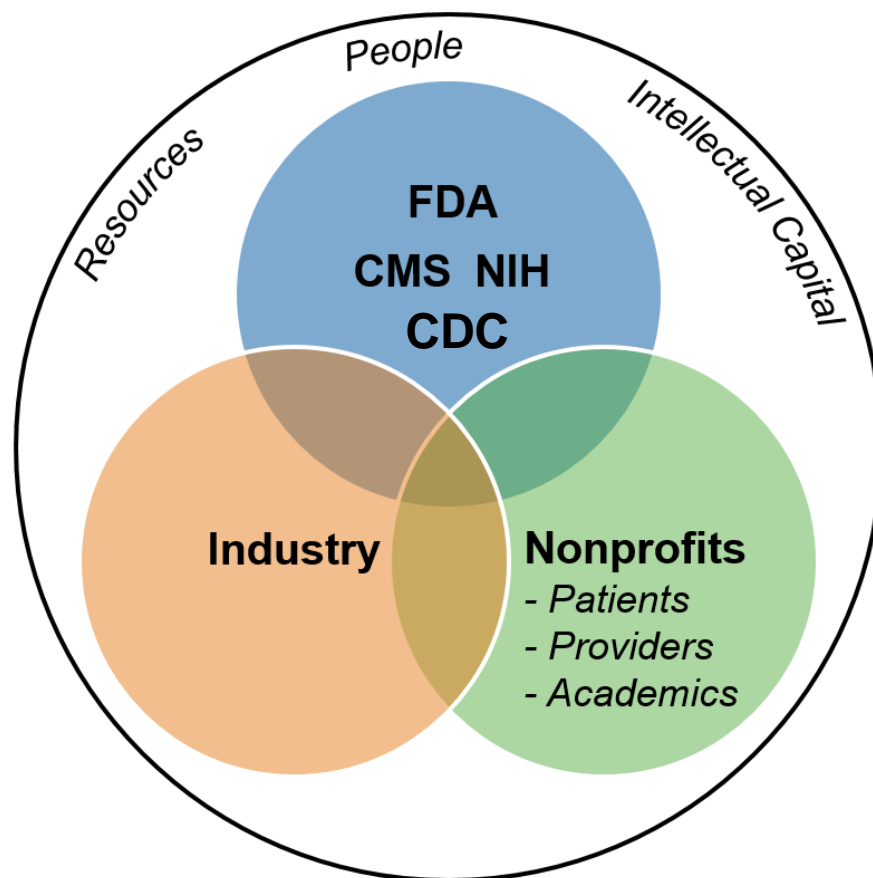 People
Resources
Intellectual Capital
FDA
CMS NIH
CDC
Industry
Nonprofits
- Patients
- Providers
- Academics